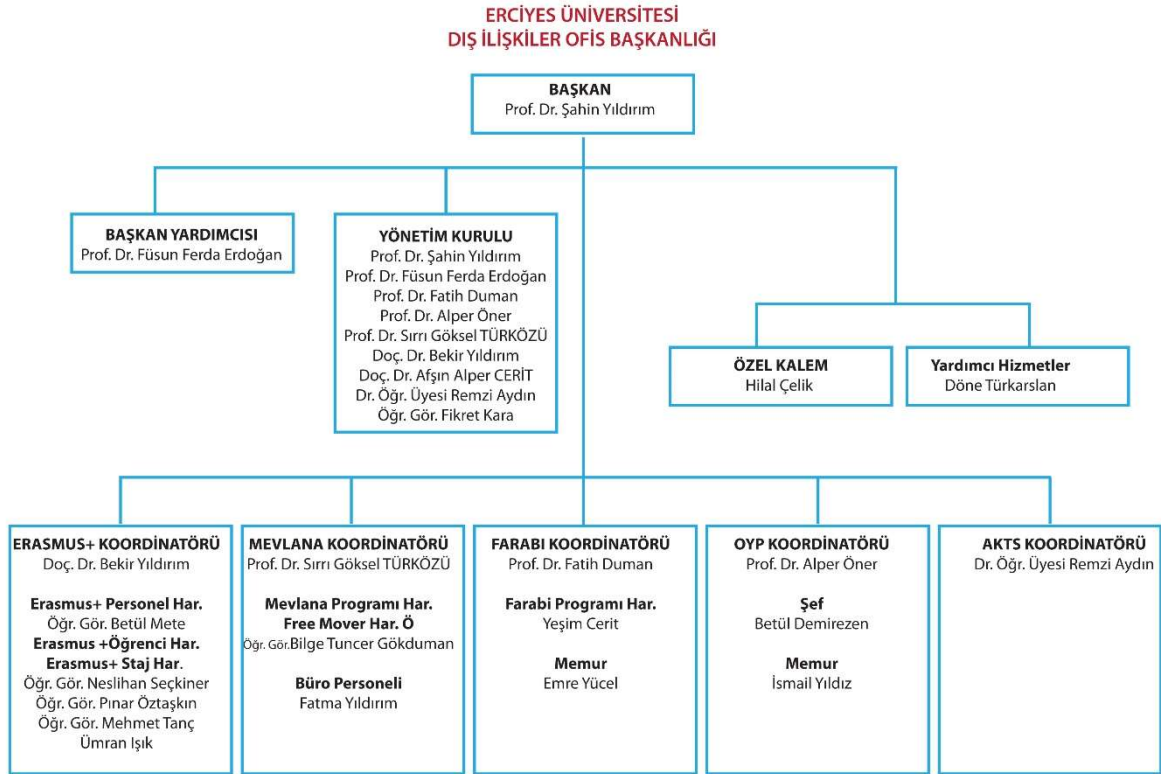 ERCİYES ÜNİVERSİTESİ
DIŞ İLİŞKİLER OFİS BAŞKANLIĞI
BAŞKAN
Prof. Dr. Şahin Yıldırım
BAŞKAN YARDIMCISI
Prof. Dr. Füsun Ferda Erdoğan
YÖNETİM KURULU
Prof. Dr. Şahin Yıldırım
Prof. Dr. Füsun Ferda Erdoğan
Prof. Dr. Fatih Duman
Prof. Dr. Alper Öner
Prof. Dr. Sırrı Göksel TÜRKÖZÜ
Doç. Dr. Bekir Yıldırım
Doç. Dr. Afşın Alper CERİT
Dr. Öğr. Üyesi Remzi Aydın
Öğr. Gör. Fikret Kara
ÖZEL KALEM
Hilal Çelik
Yardımcı Hizmetler
Döne Türkarslan
ERASMUS+ KOORDİNATÖRÜ
Doç. Dr. Bekir Yıldırım
Erasmus+ Personel Har.
Öğr. Gör. Betül Mete
Erasmus +Öğrenci Har.
Erasmus+ Staj Har.
Öğr. Gör. Neslihan Seçkiner
Öğr. Gör. Pınar Öztaşkın
Öğr. Gör. Mehmet Tanç
Ümran Işık
MEVLANA KOORDİNATÖRÜ
Prof. Dr. Sırrı Göksel TÜRKÖZÜ
Mevlana Programı Har.
Free Mover Har. Ö
Öğr. Gör.Bilge Tuncer Gökduman
Büro Personeli
Fatma Yıldırım
FARABI KOORDİNATÖRÜ
Prof. Dr. Fatih Duman
Farabi Programı Har.
Yeşim Cerit
Memur
Emre Yücel
OYP KOORDİNATÖRÜ
Prof. Dr. Alper Öner
Şef
Betül Demirezen
Memur
İsmail Yıldız
AKTS KOORDİNATÖRÜ
Dr. Öğr. Üyesi Remzi Aydın